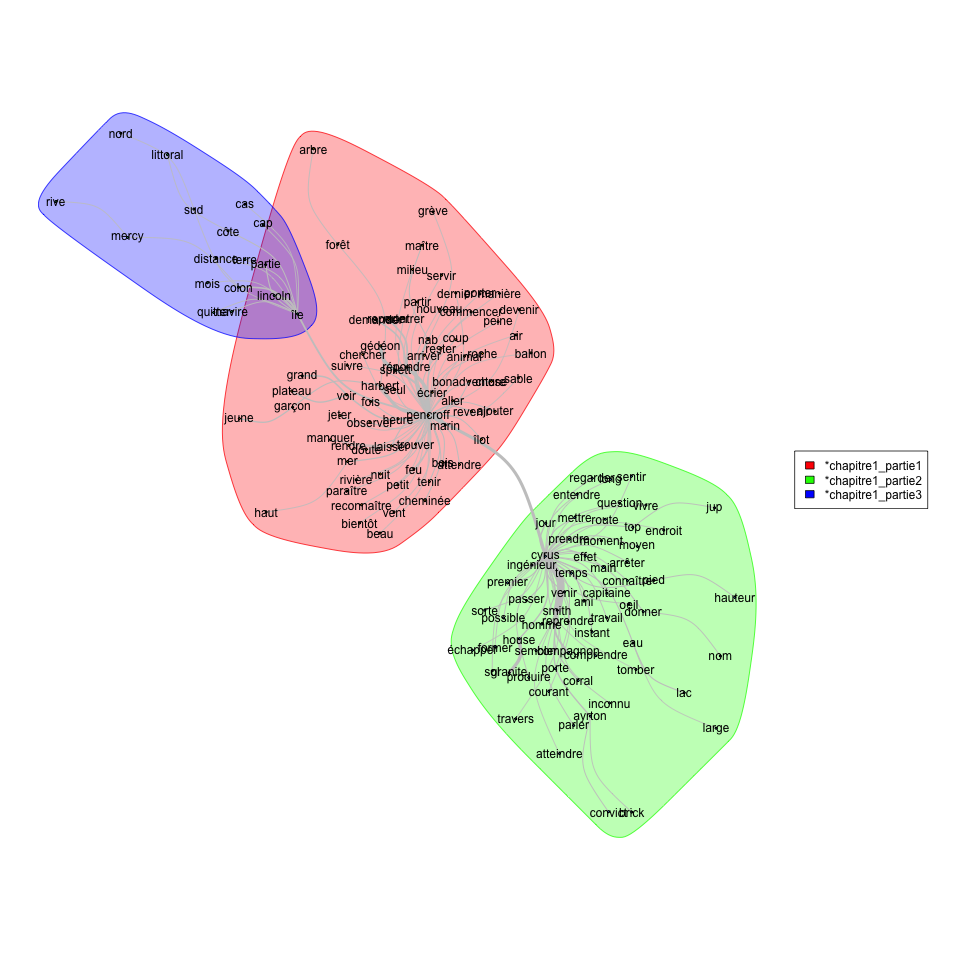 nord
littoral
rive
sud
cas
cap
côte
mercy
distance
terre
partie
mois
colon
lincoln
navire
île
arbre
grève
forêt
maître
milieu
servir
dernier
porter
manière
partir
nouveau
commencer
devenir
peine
demander
rencontrer
nab
coup
air
gédéon
rester
chercher
arriver
animal
roche
ballon
suivre
spilett
répondre
grand
harbert
seul
bonadventure
chose
sable
plateau
voir
écrier
garçon
fois
aller
jeune
jeter
observer
heure
pencroff
revenir
ajouter
marin
manquer
rendre
doute
laisser
trouver
îlot
mer
bois
attendre
nuit
feu
rivière
petit
tenir
paraître
reconnaître
cheminée
haut
vent
bientôt
beau
*chapitre1_partie1
*chapitre1_partie2
*chapitre1_partie3
regarder
long
sentir
entendre
question
vivre
jup
jour
mettre
route
top
endroit
prendre
moment
moyen
cyrus
effet
ingénieur
temps
main
arrêter
premier
connaître
pied
venir
capitaine
hauteur
passer
ami
oeil
sorte
possible
smith
donner
reprendre
travail
homme
instant
house
eau
échapper
former
sembler
compagnon
comprendre
nom
porte
tomber
granite
produire
corral
courant
lac
inconnu
travers
ayrton
parler
large
atteindre
convict
brick